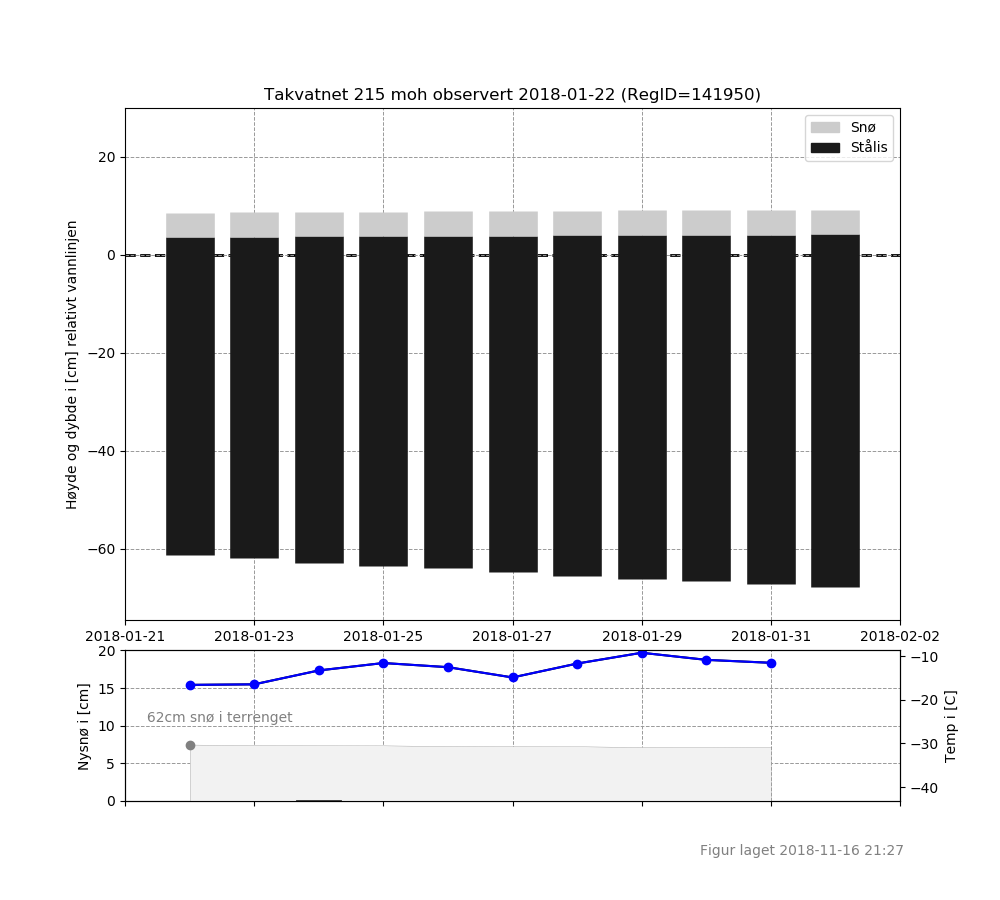 Takvatnet 215 moh observert 2018-01-22 (RegID=141950)
Snø
Stålis
Høyde og dybde i [cm] relativt vannlinjen
20
0
−20
−40
−60
2018-01-21 2018-01-23 2018-01-25 2018-01-27 2018-01-29 2018-01-31 2018-02-02
Nysnø i [cm]
20
15
10
5
0
62cm snø i terrenget
−10
−20
−30
−40
Temp i [C]
Figur laget 2018-11-16 21:27